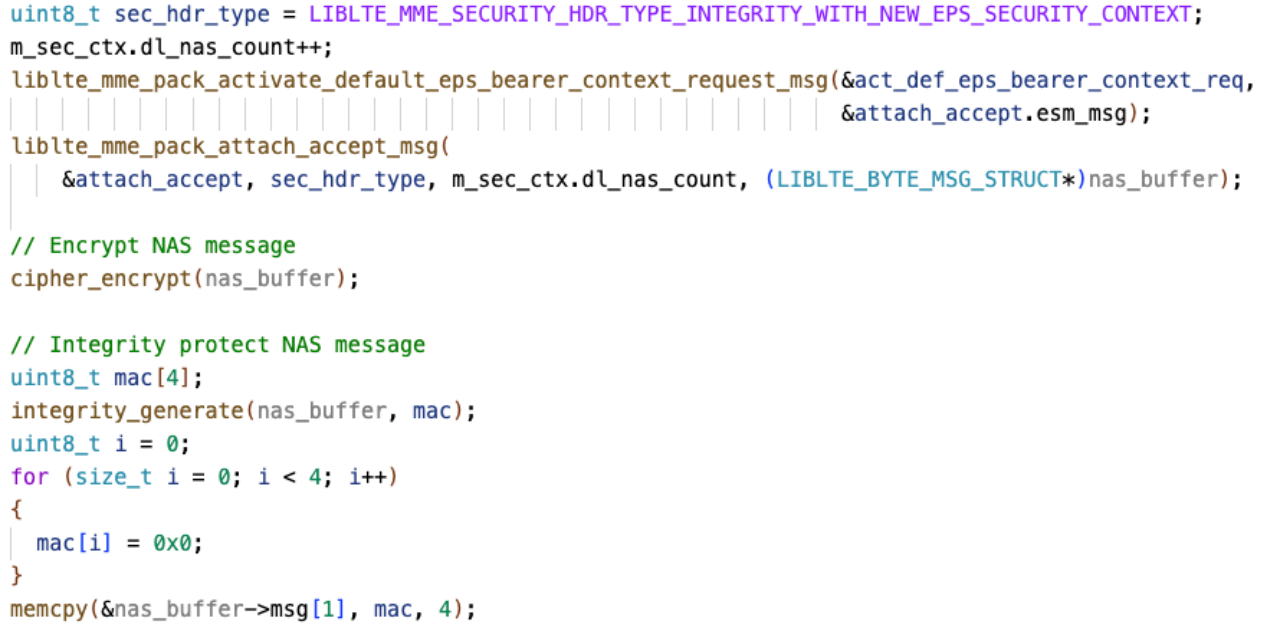 uint8_t sec_hdr_type = LIBLTE_MME_SECURITY_HDR_TYPE_INTEGRITY_WITH_NEW_EPS_SECURITY_CONTEXT;
m_sec_ctx.dl_nas_count++;
liblte_mme_pack_activate_default_eps_bearer_context_request_msg(&act_def_eps_bearer_context_req,
&attach_accept.esm_msg);
liblte_mme_pack_attach_accept_msg(
&attach_accept, sec_hdr_type, m_sec_ctx.dl_nas_count, (LIBLTE_BYTE_MSG_STRUCT*)nas_buffer);
// Encrypt NAS message
cipher_encrypt(nas_buffer);
// Integrity protect NAS message
uint8_t mac[4];
integrity_generate(nas_buffer, mac);
uint8_t i = 0;
for (size_t i = 0; i < 4; i++)
{
mac[i] = 0x0;
}
memcpy(&nas_buffer->msg[1], mac, 4);